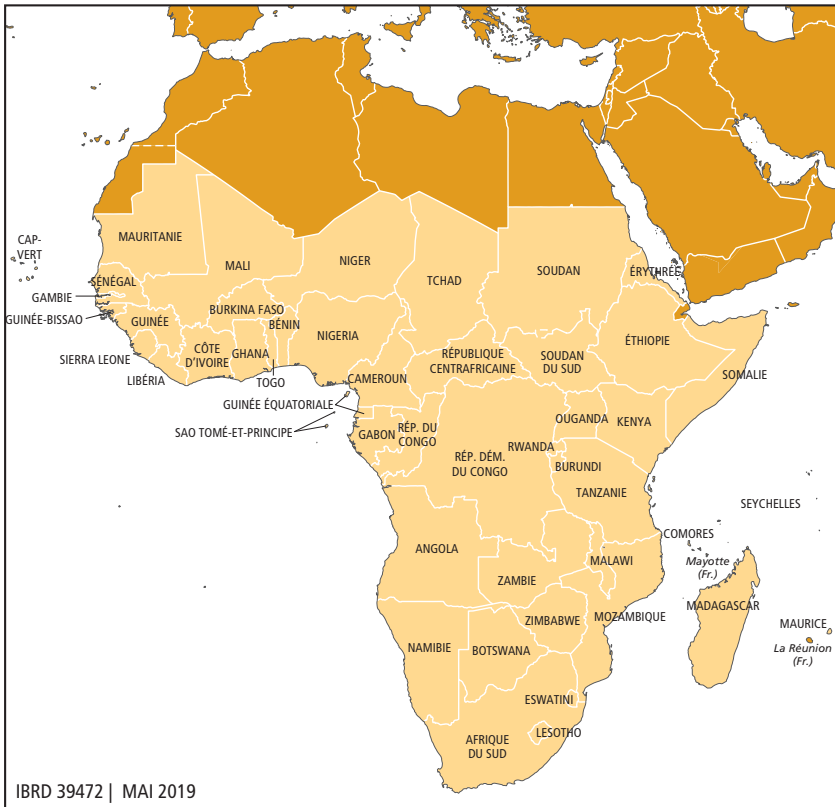 CAP-
VERT
MAURITANIE
MALI
NIGER
TCHAD
SOUDAN
ÉRYTHRÉE
SÉNÉGAL
GAMBIE
GUINÉE-BISSAO
GUINÉE
BURKINA FASO
BÉNIN
NIGERIA
ÉTHIOPIE
SIERRA LEONE
LIBÉRIA
CÔTE
D'IVOIRE
GHANA
TOGO
CAMEROUN
RÉPUBLIQUE
CENTRAFRICAINE
SOUDAN
DU SUD
SOMALIE
GUINÉE ÉQUATORIALE
SAO TOMÉ-ET-PRINCIPE
GABON
RÉP. DU
CONGO
RÉP. DÉM.
DU CONGO
OUGANDA
KENYA
RWANDA
BURUNDI
TANZANIE
SEYCHELLES
COMORES
Mayotte
(Fr.)
ANGOLA
ZAMBIE
MALAWI
MOZAMBIQUE
MADAGASCAR
MAURICE
La Réunion
(Fr.)
ZIMBABWE
NAMIBIE
BOTSWANA
ESWATINI
LESOTHO
AFRIQUE
DU SUD
IBRD 39472 | MAI 2019